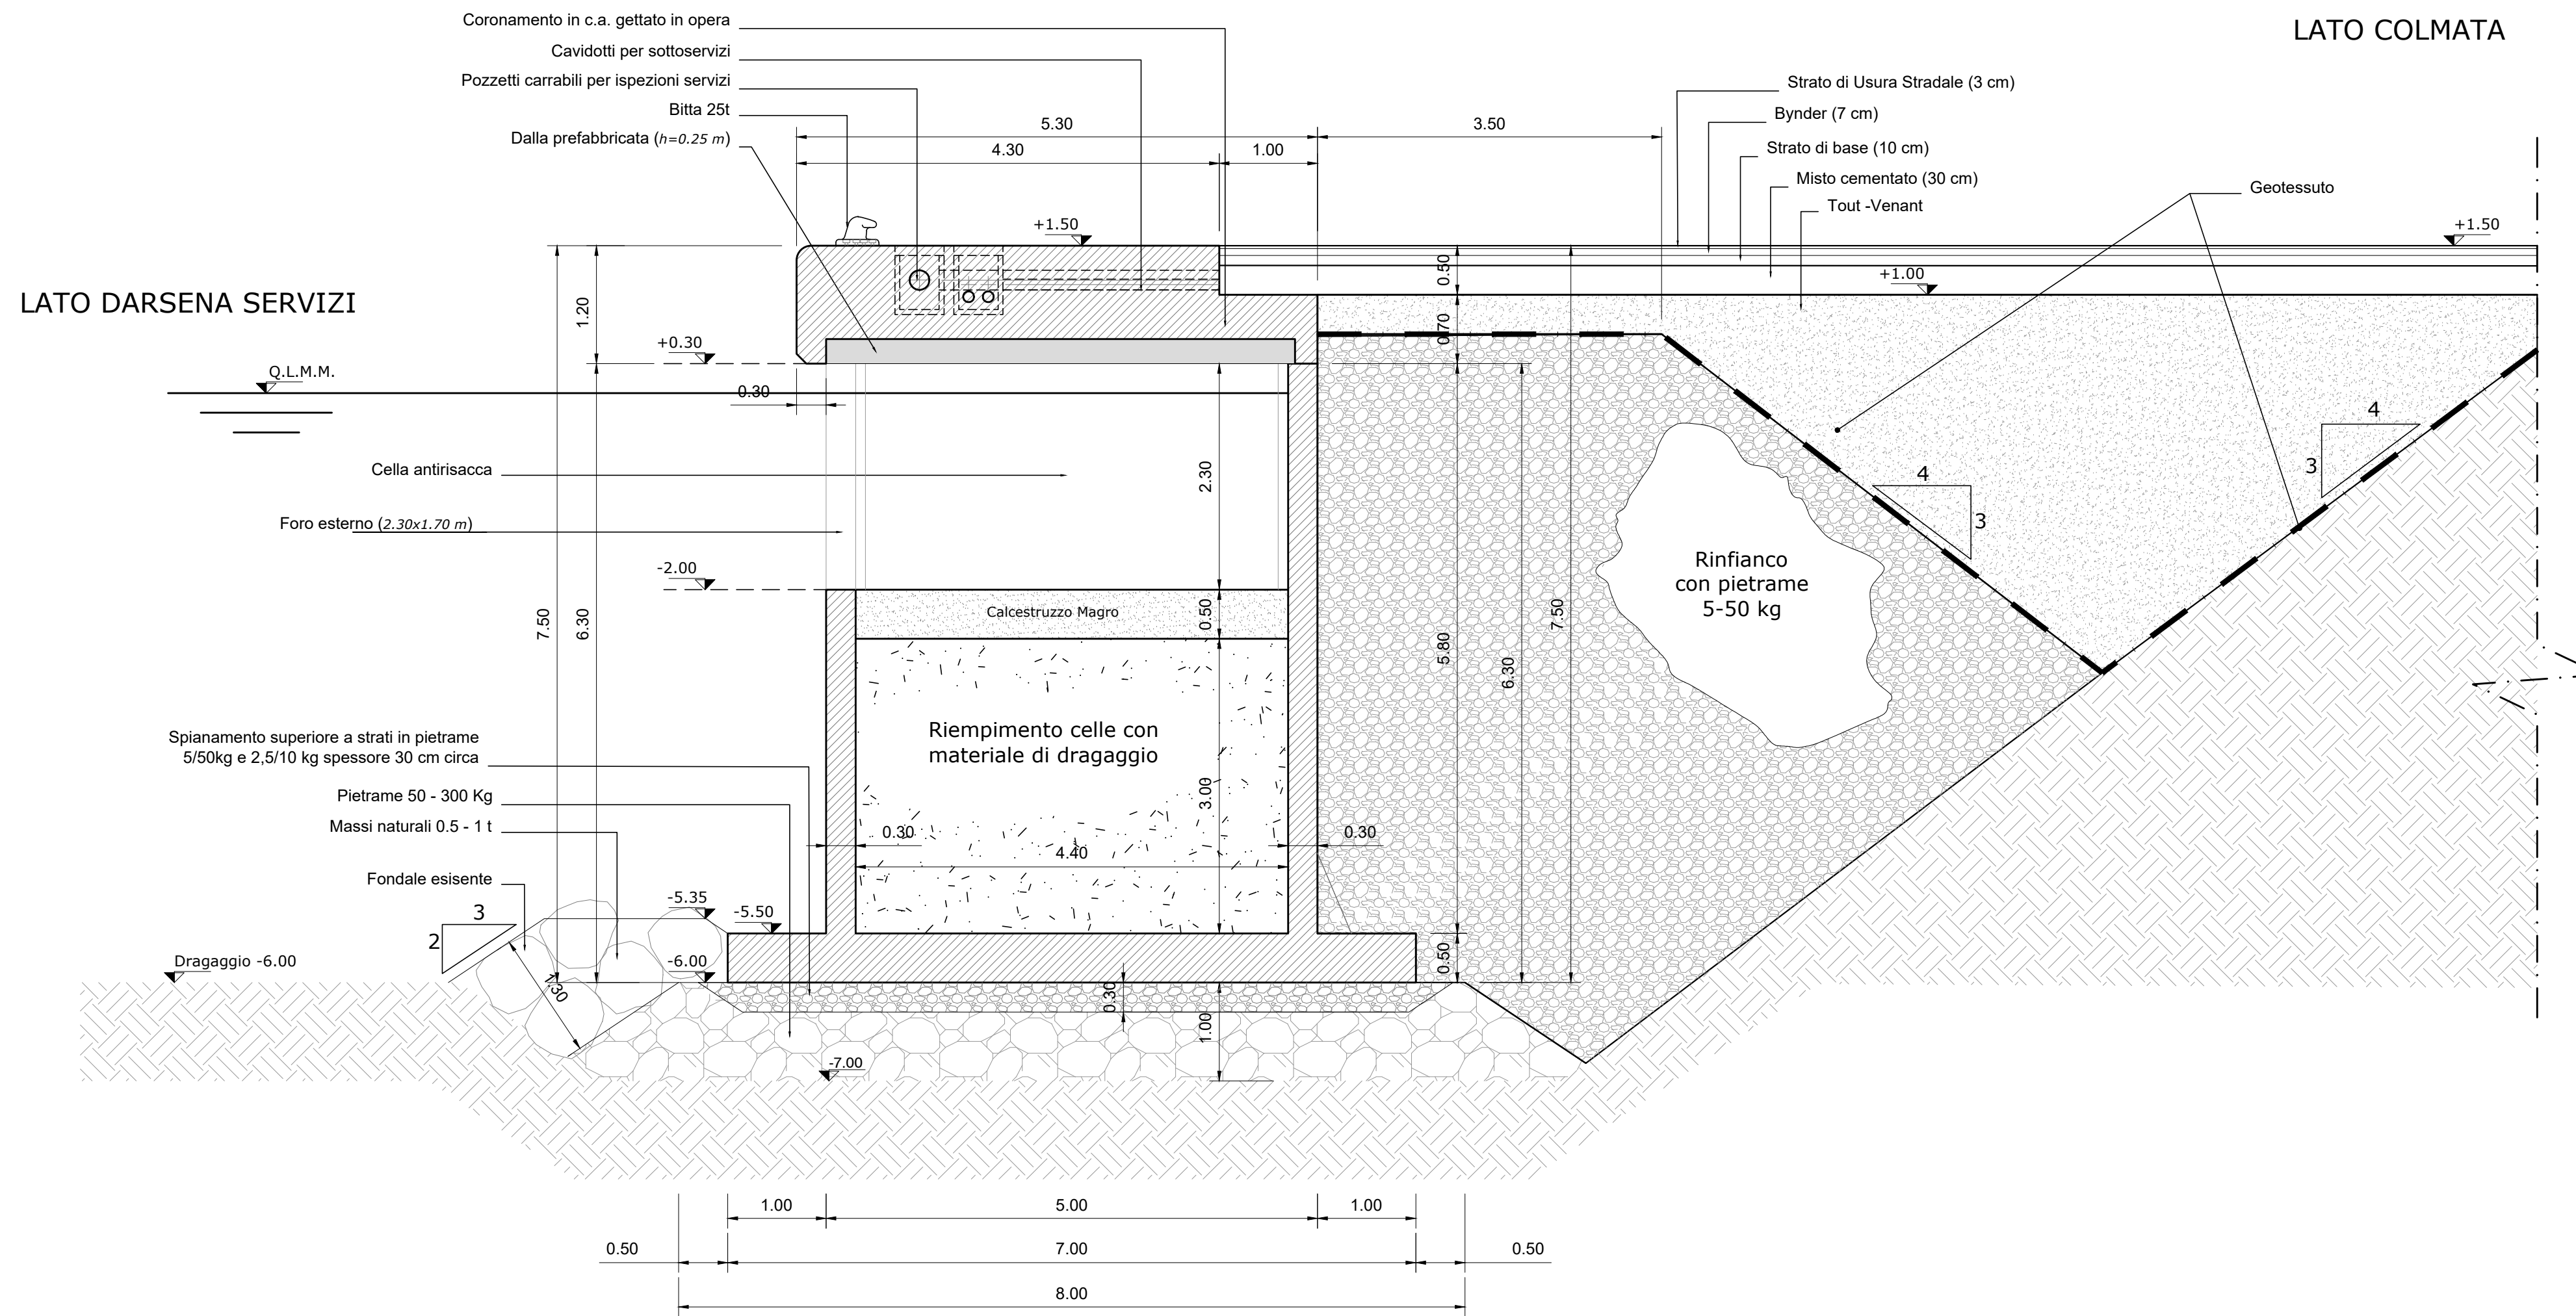 Coronamento in c.a. gettato in opera
Cavidotti per sottoservizi
Pozzetti carrabili per ispezioni servizi
Bitta 25t
Dalla prefabbricata (h=0.25 m)
LATO COLMATA
Strato di Usura Stradale (3 cm)
Bynder (7 cm)
Strato di base (10 cm)
Misto cementato (30 cm)
Tout -Venant
Geotessuto
5.30
3.50
4.30
1.00
+1.50
+1.50
+1.00
LATO DARSENA SERVIZI
1.20
0.50
0.70
+0.30
Q.L.M.M.
0.30
Cella antirisacca
Foro esterno (2.30x1.70 m)
2.30
4
3
4
3
-2.00
7.50
6.30
Calcestruzzo Magro
0.50
5.80
6.30
7.50
Rinfianco
con pietrame
5-50 kg
Riempimento celle con
materiale di dragaggio
3.00
Spianamento superiore a strati in pietrame
5/50kg e 2,5/10 kg spessore 30 cm circa
Pietrame 50 - 300 Kg
Massi naturali 0.5 - 1 t
Fondale esisente
0.30
4.40
0.30
-5.35
-5.50
3
2
1.30
Dragaggio -6.00
-6.00
0.50
0.30
1.00
-7.00
1.00
5.00
1.00
0.50
7.00
0.50
8.00